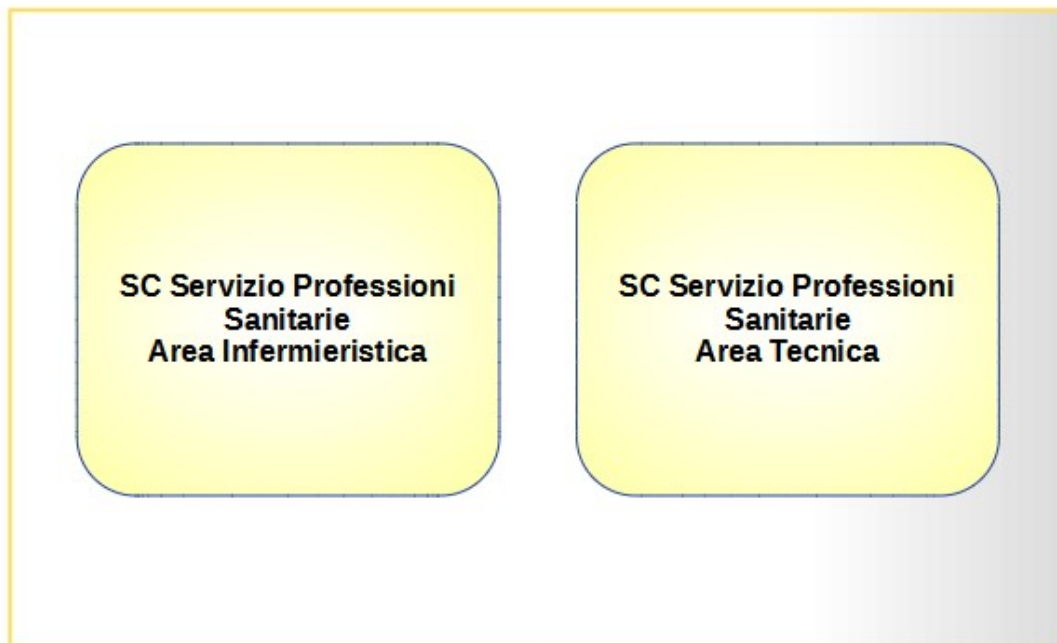 SC Servizio Professioni
Sanitarie
Area Infermieristica
SC Servizio Professioni
Sanitarie
Area Tecnica